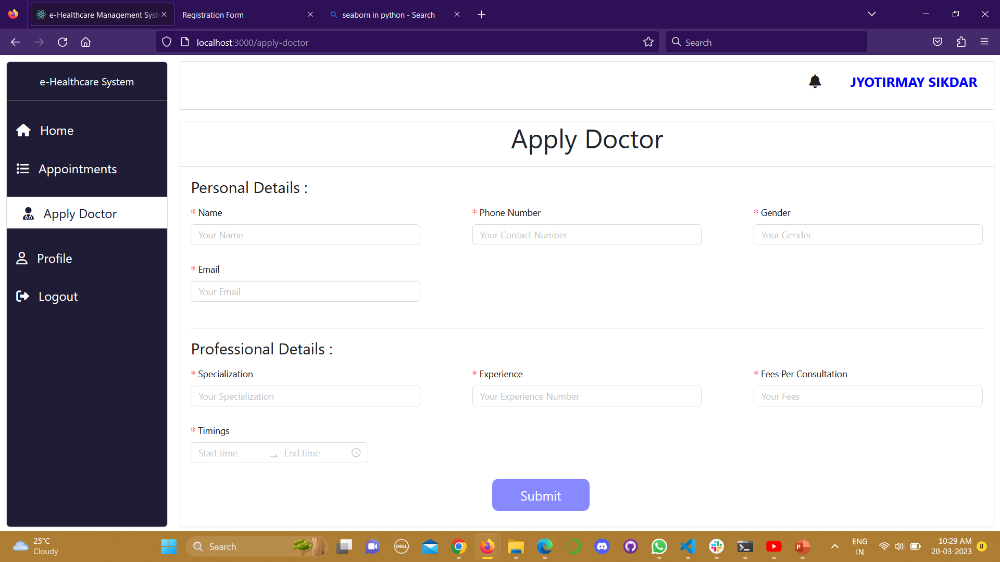 e-Healthcare Management Syst
Registration Form
seaborn in python - Search
localhost:3000/apply-doctor
Search
e-Healthcare System
JYOTIRMAY SIKDAR
Home
Appointments
Apply Doctor
Profile
Logout
Apply Doctor
Personal Details :
* Name
* Phone Number
* Gender
Your Name
Your Contact Number
Your Gender
* Email
Your Email
Professional Details :
* Specialization
* Experience
* Fees Per Consultation
Your Specialization
Your Experience Number
Your Fees
* Timings
Start time
End time
Submit
25°C
Cloudy
Search
DELL
ENG
IN
10:29 AM
20-03-2023
8